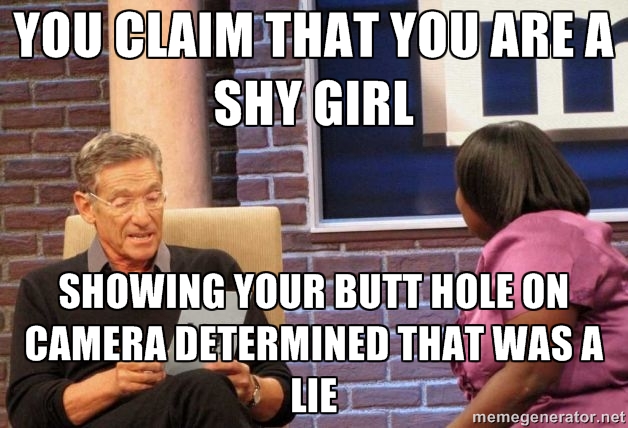 YOU CLAIM THAT YOU ARE A
SHY GIRL
SHOWING YOUR BUTT HOLE ON
CAMERA DETERMINED THAT WAS A
LIE
memegenerator.net